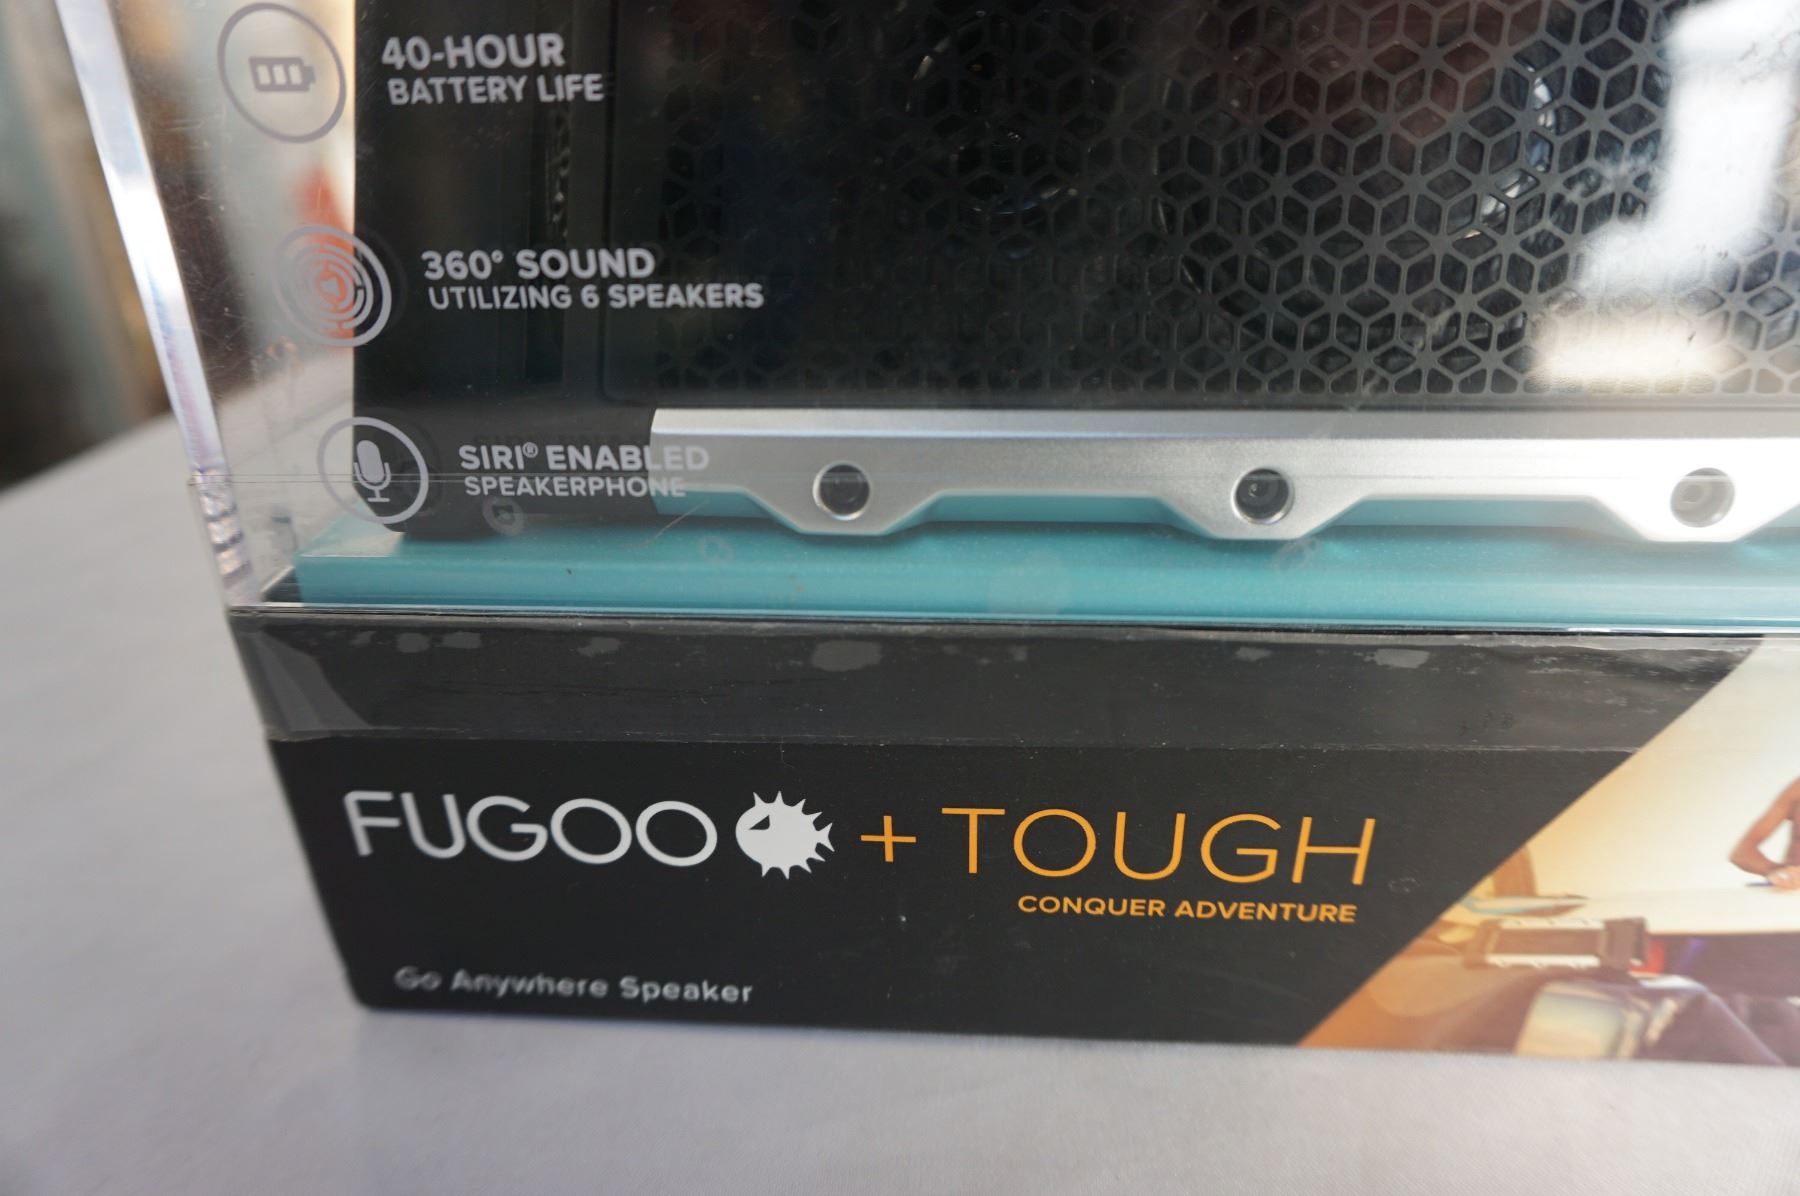 40-HOUR
BATTERY LIFE
360° SOUND
UTILIZING 6 SPEAKERS
SIRI® ENABLED
SPEAKERPHONE
FUGOO + TOUGH
CONQUER ADVENTURE
Go Anywhere Speaker